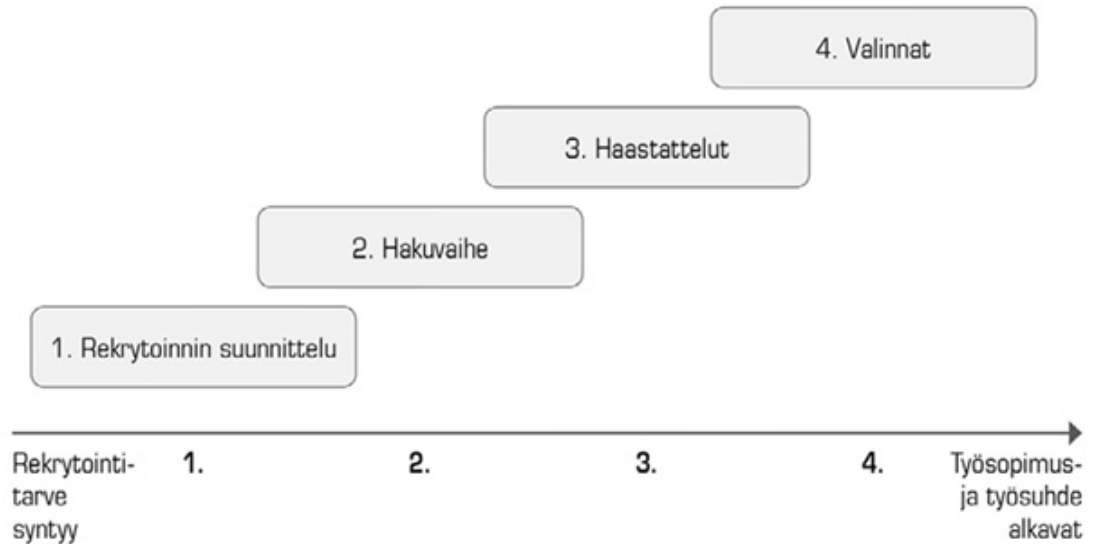 4. Valinnat
3. Haastattelut
2. Hakuvaihe
1. Rekrytoinnin suunnittelu
Rekrytointi-
tarve
syntyy
1.
2.
3.
4.
Työsopimus-
ja työsuhde
alkavat